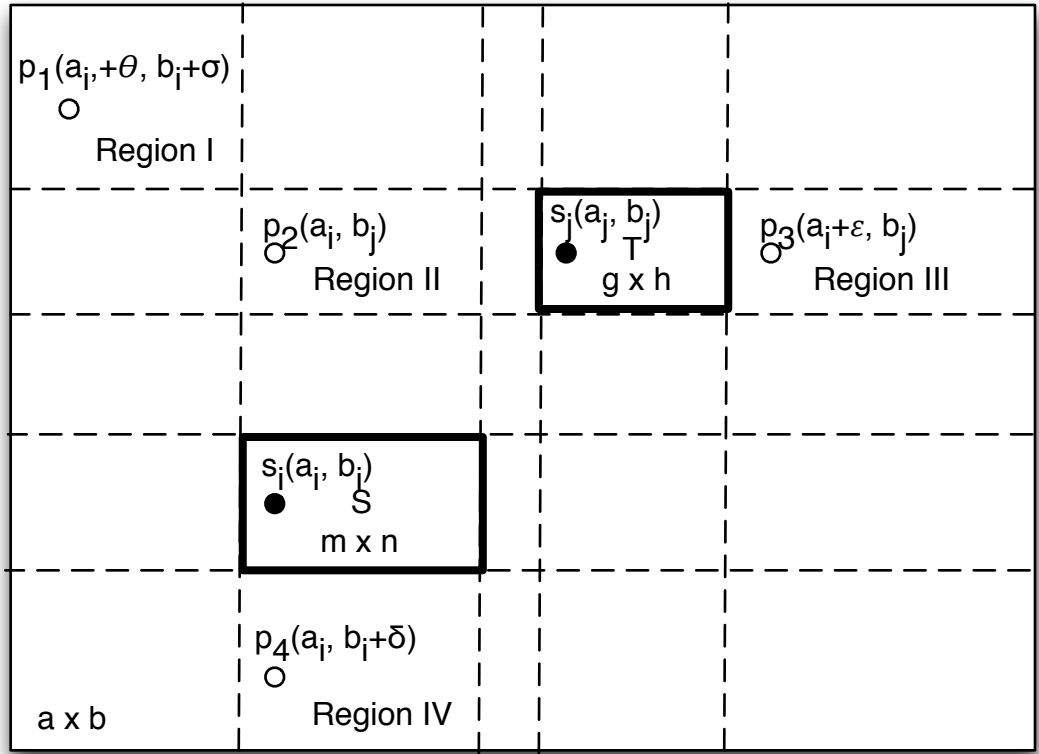 p₁(aᵢ,+θ, bᵢ+σ)
Region I
p₂(aᵢ, bⱼ)
Region II
sⱼ(aⱼ, bⱼ)
T
g x h
p₃(aᵢ+ε, bⱼ)
Region III
sᵢ(aᵢ, bᵢ)
S
m x n
p₄(aᵢ, bᵢ+δ)
Region IV
a x b